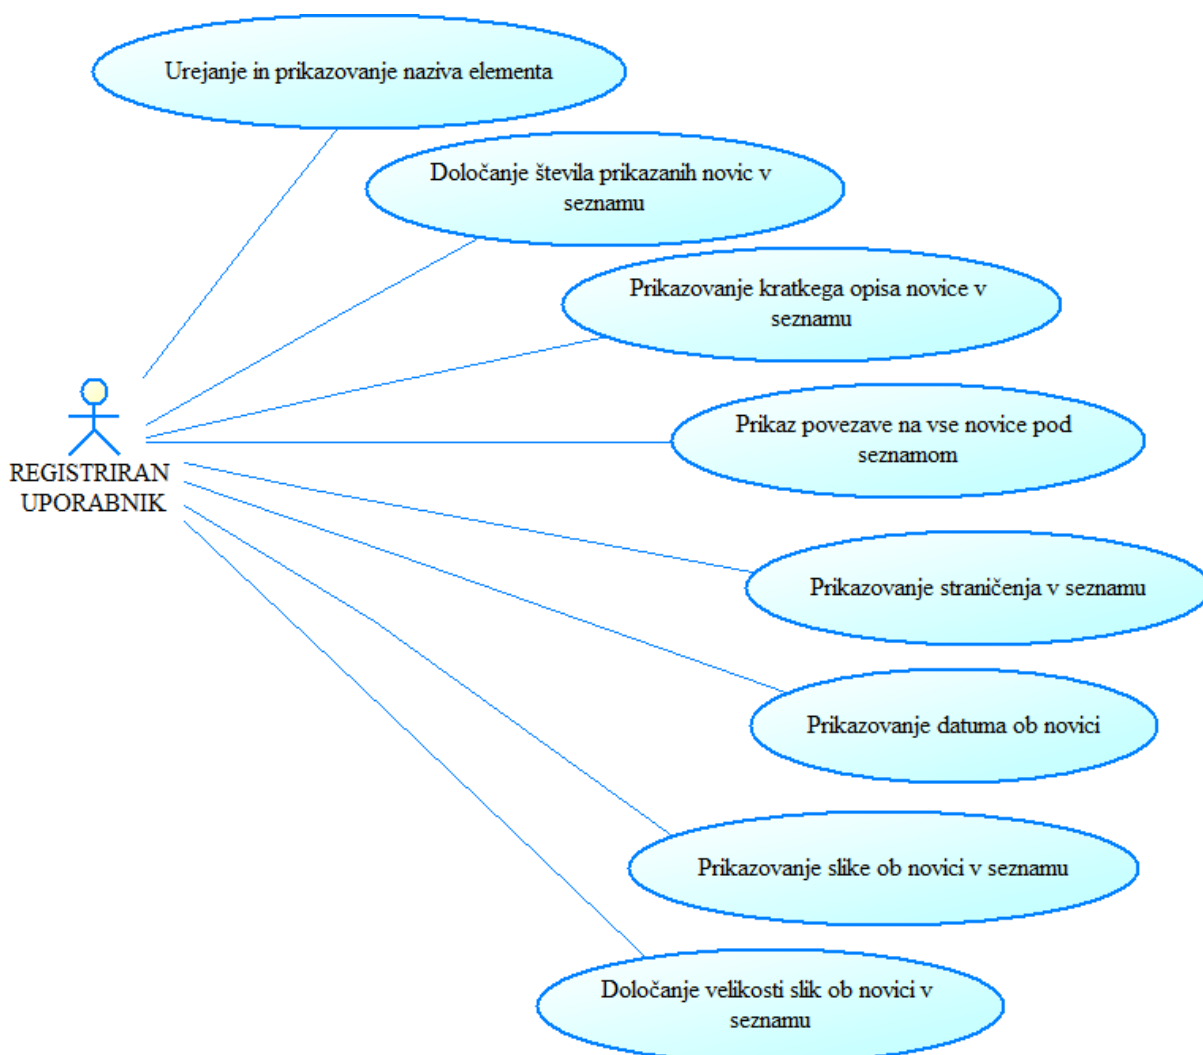 Urejanje in prikazovanje naziva elementa
Določanje števila prikazanih novic v
seznamu
Prikazovanje kratkega opisa novice v
seznamu
Prikaz povezave na vse novice pod
seznamom
REGISTRIRAN
UPORABNIK
Prikazovanje straničenja v seznamu
Prikazovanje datuma ob novici
Prikazovanje slike ob novici v seznamu
Določanje velikosti slik ob novici v
seznamu